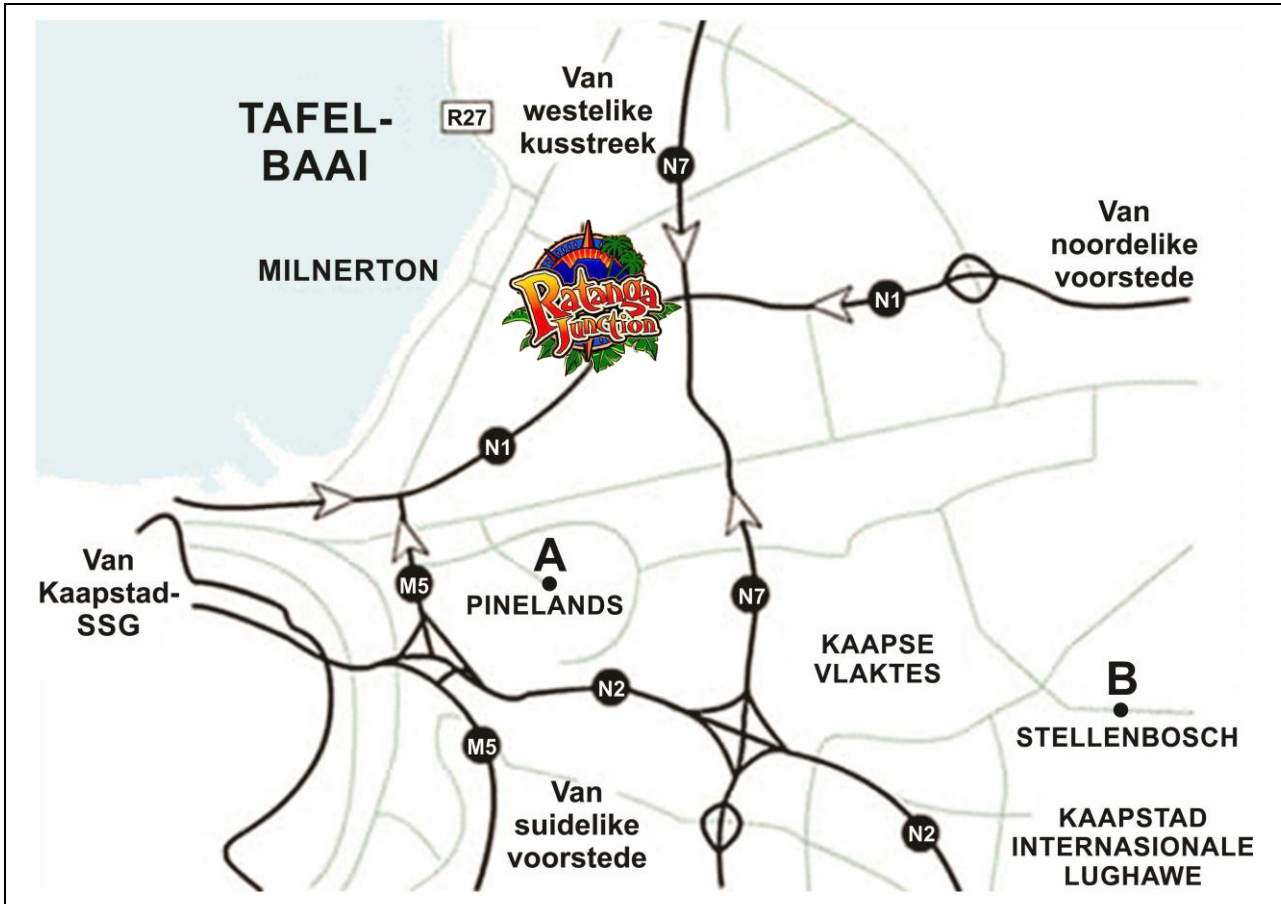 Van
westelike
kusstreek
TAFEL-
BAAI
R27
N7
Van
noordelike
voorstede
MILNERTON
Ratanga
Junction
N1
N1
Van
Kaapstad-
SSG
M5
A
PINELANDS
N7
KAAPSE
VLAKTES
B
STELLENBOSCH
N2
M5
Van
suidelike
voorstede
N2
KAAPSTAD
INTERNASIONALE
LUGHAWE